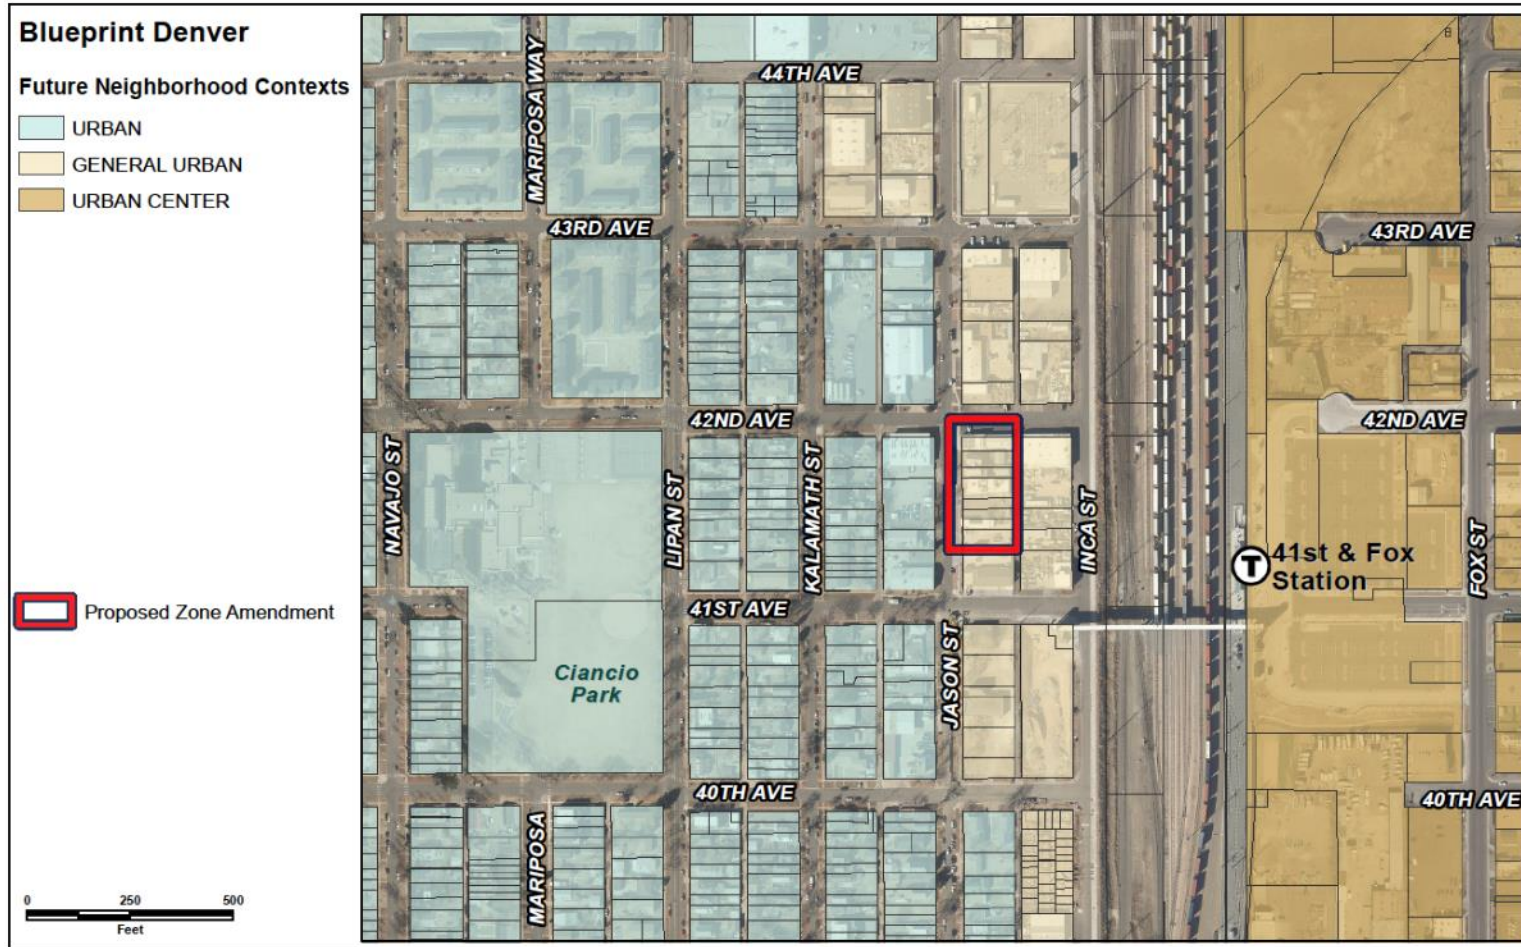 Blueprint Denver
Future Neighborhood Contexts
URBAN
GENERAL URBAN
URBAN CENTER
Proposed Zone Amendment
0 250 500
Feet
MARIPOSA WAY
44TH AVE
43RD AVE
43RD AVE
42ND AVE
42ND AVE
NAVAJO ST
LIPAN ST
KALAMATH ST
INCA ST
T
41st & Fox
Station
FOX ST
41ST AVE
Ciancio
Park
JASON ST
40TH AVE
40TH AVE
MARIPOSA